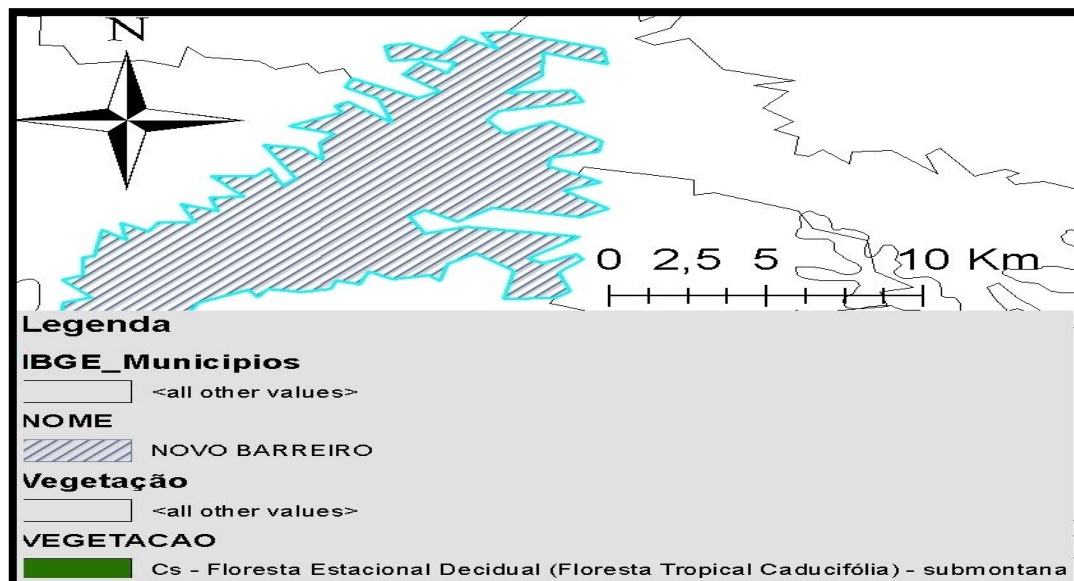 N
0 2,5 5 10 Km
Legenda
IBGE_Municipios
<all other values>
NOME
NOVO BARREIRO
Vegetação
<all other values>
VEGETACAO
Cs - Floresta Estacional Decidual (Floresta Tropical Caducifólia) - submontana